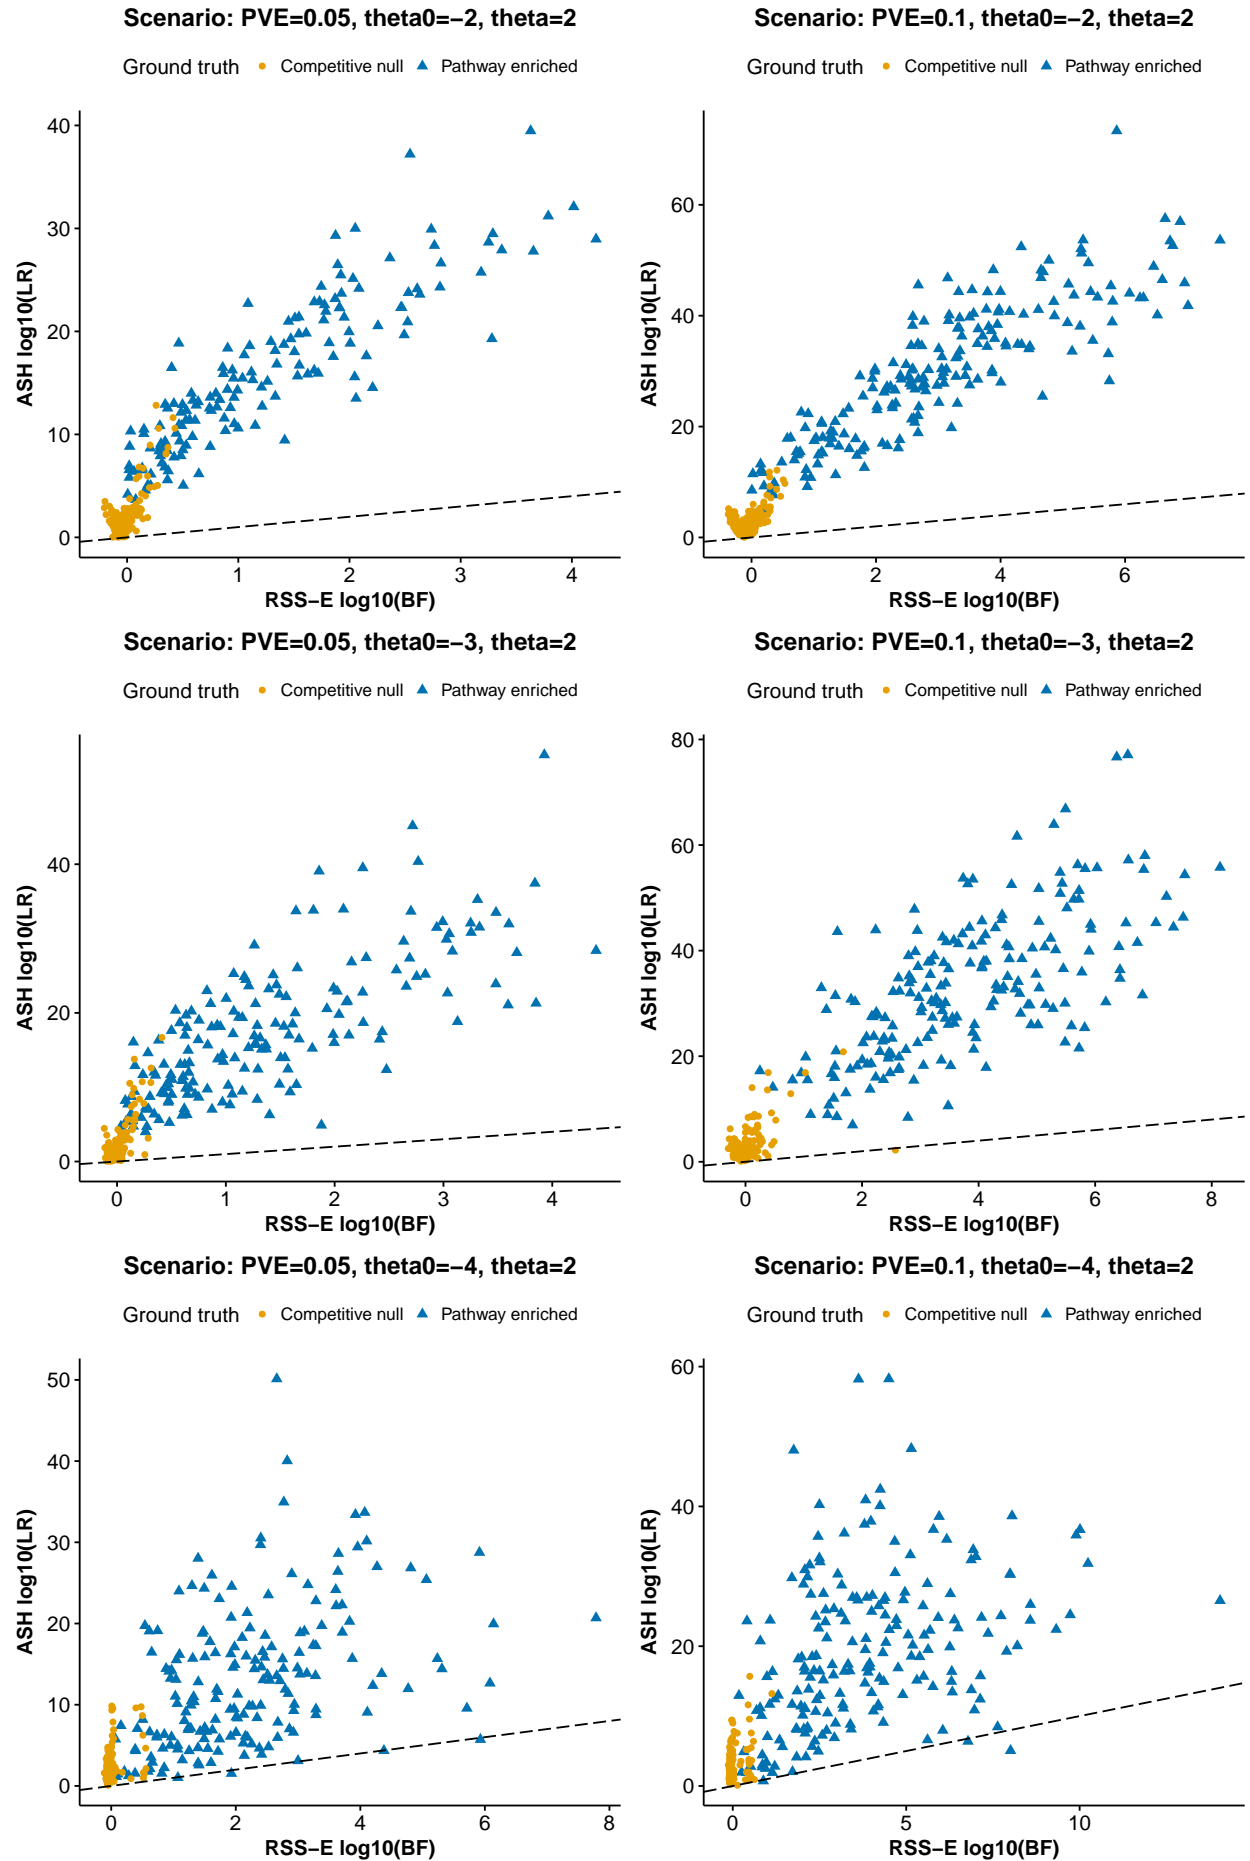 Scenario: PVE=0.05, theta0=−2, theta=2
Ground truth Competitive null Pathway enriched
40
30
20
10
0
ASH log10(LR)
0 1 2 3 4
RSS−E log10(BF)
Scenario: PVE=0.1, theta0=−2, theta=2
Ground truth Competitive null Pathway enriched
60
40
20
0
ASH log10(LR)
0 2 4 6
RSS−E log10(BF)
Scenario: PVE=0.05, theta0=−3, theta=2
Ground truth Competitive null Pathway enriched
40
20
0
ASH log10(LR)
0 1 2 3 4
RSS−E log10(BF)
Scenario: PVE=0.1, theta0=−3, theta=2
Ground truth Competitive null Pathway enriched
80
60
40
20
0
ASH log10(LR)
0 2 4 6 8
RSS−E log10(BF)
Scenario: PVE=0.05, theta0=−4, theta=2
Ground truth Competitive null Pathway enriched
50
40
30
20
10
0
ASH log10(LR)
0 2 4 6 8
RSS−E log10(BF)
Scenario: PVE=0.1, theta0=−4, theta=2
Ground truth Competitive null Pathway enriched
60
40
20
0
ASH log10(LR)
0 5 10
RSS−E log10(BF)